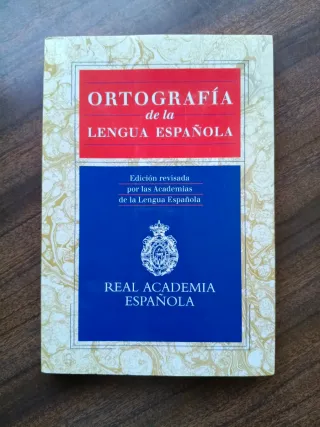 ORTOGRAFÍA
de la
LENGUA ESPAÑOLA
Edición revisada
por las Academias
de la Lengua Española
REAL ACADEMIA
ESPAÑOLA